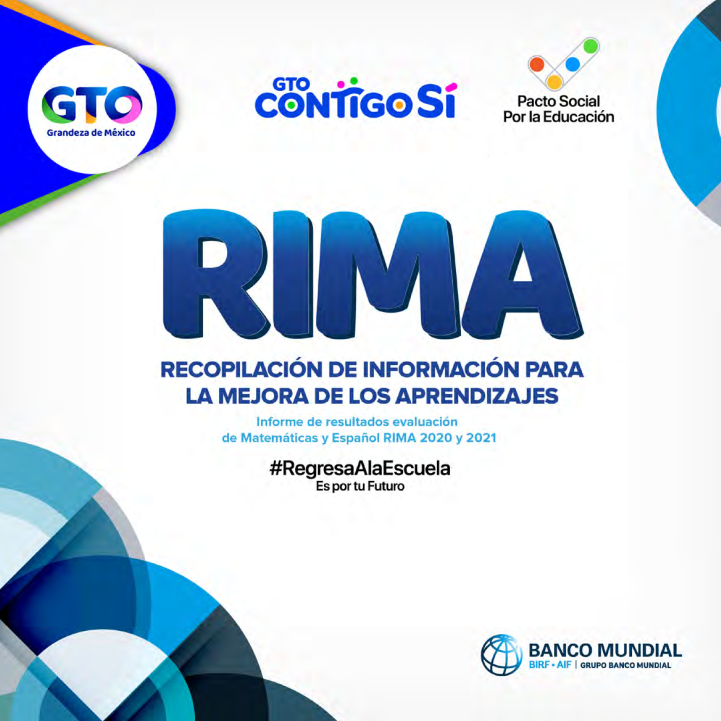 GTO
Grandeza de México
GTO
CONTIGO SÍ
Pacto Social
Por la Educación
RIMA
RECOPILACIÓN DE INFORMACIÓN PARA
LA MEJORA DE LOS APRENDIZAJES
Informe de resultados evaluación
de Matemáticas y Español RIMA 2020 y 2021
#RegresaAlaEscuela
Es por tu Futuro
BANCO MUNDIAL
BIRF • AIF | GRUPO BANCO MUNDIAL